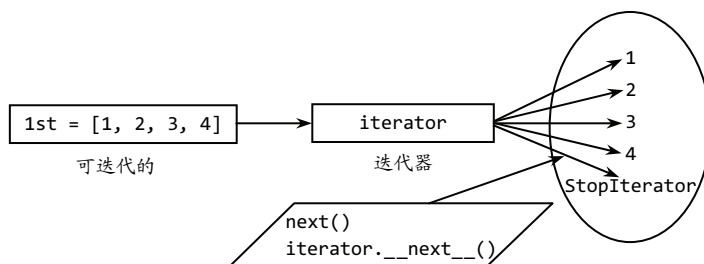 1st = [1, 2, 3, 4]
可迭代的
iterator
迭代器
1
2
3
4
StopIterator
next()
iterator.__next__()